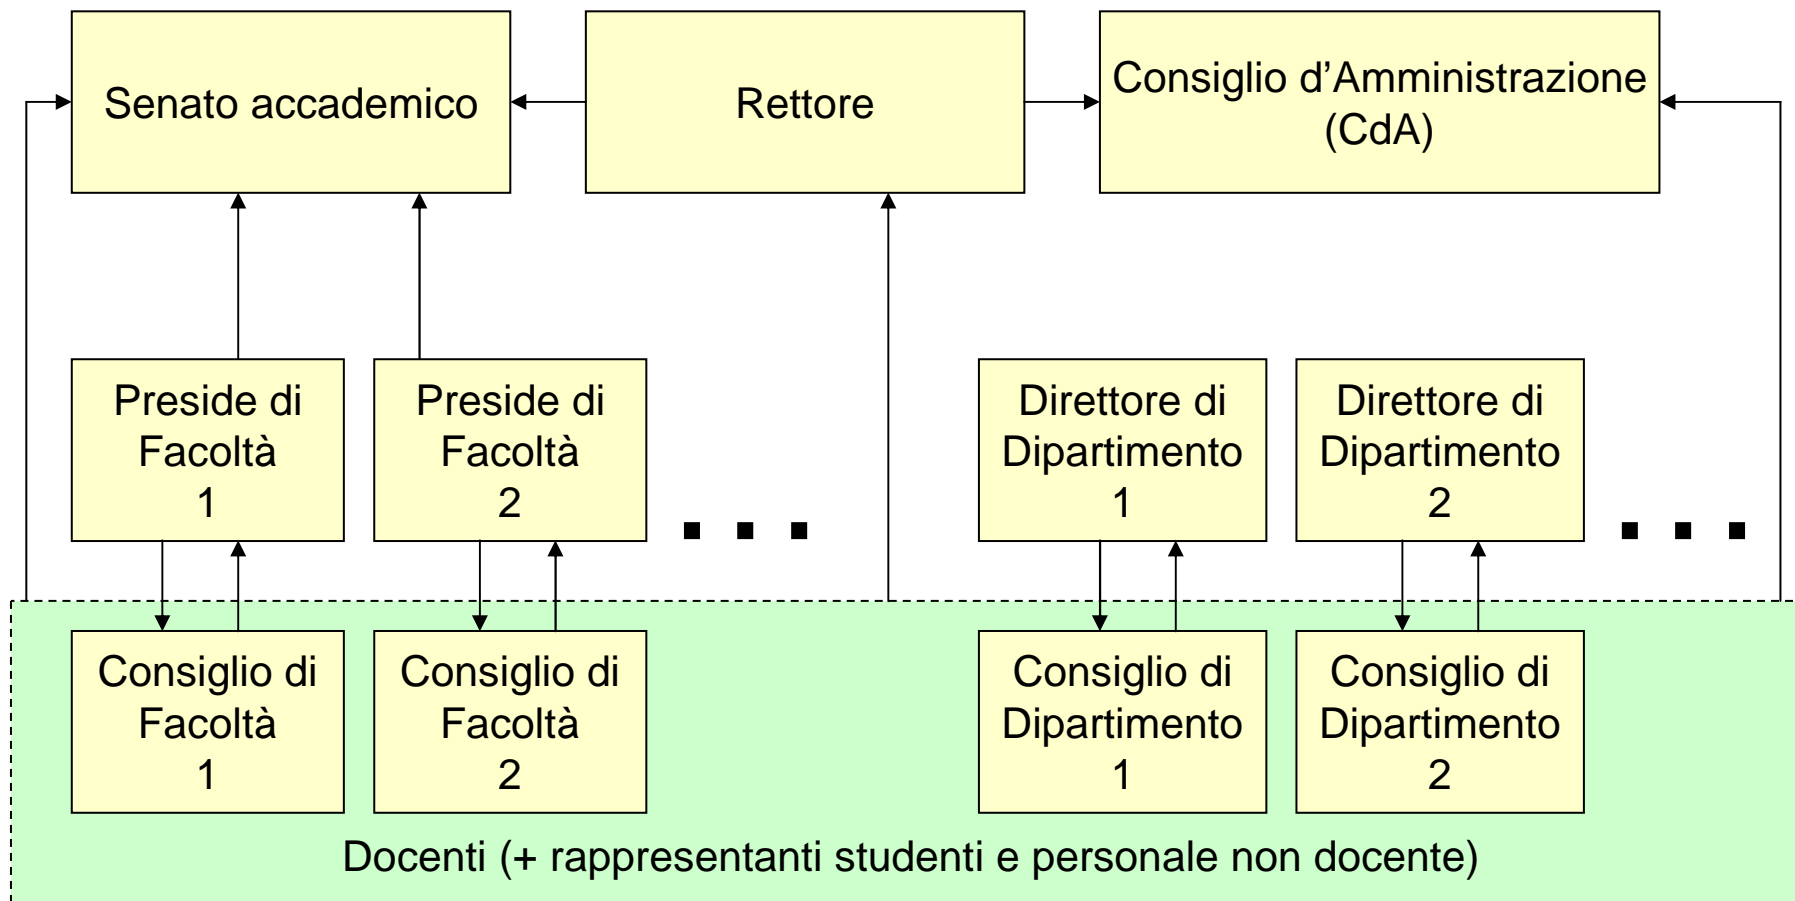 Senato accademico
Rettore
Consiglio d’Amministrazione
(CdA)
Preside di
Facoltà
1
Preside di
Facoltà
2
. . .
Direttore di
Dipartimento
1
Direttore di
Dipartimento
2
. . .
Consiglio di
Facoltà
1
Consiglio di
Facoltà
2
Consiglio di
Dipartimento
1
Consiglio di
Dipartimento
2
Docenti (+ rappresentanti studenti e personale non docente)